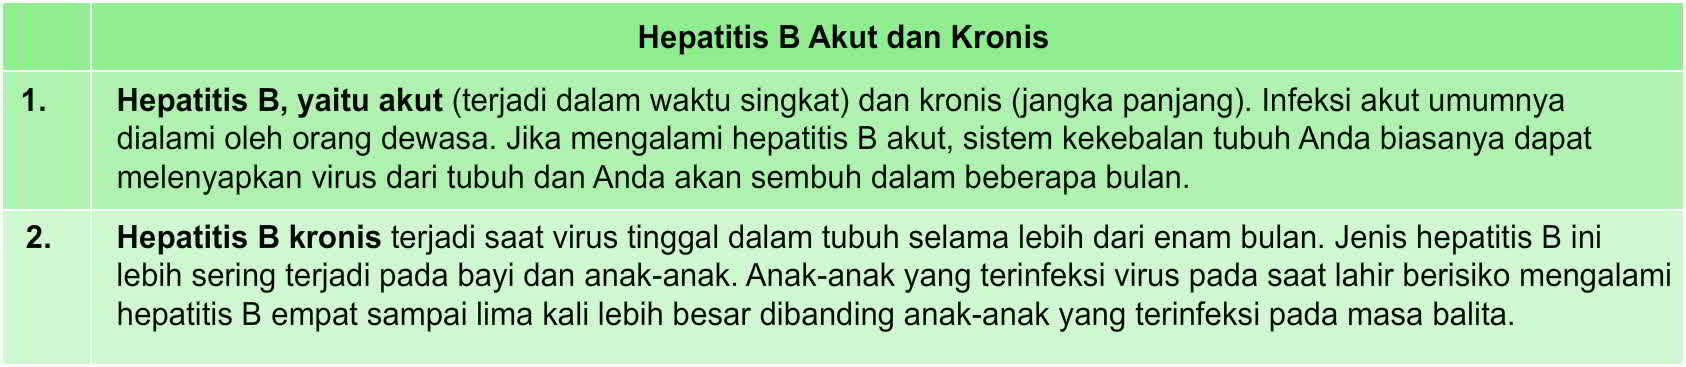 Hepatitis B Akut dan Kronis
1. Hepatitis B, yaitu akut (terjadi dalam waktu singkat) dan kronis (jangka panjang). Infeksi akut umumnya
dialami oleh orang dewasa. Jika mengalami hepatitis B akut, sistem kekebalan tubuh Anda biasanya dapat
melenyapkan virus dari tubuh dan Anda akan sembuh dalam beberapa bulan.
2. Hepatitis B kronis terjadi saat virus tinggal dalam tubuh selama lebih dari enam bulan. Jenis hepatitis B ini
lebih sering terjadi pada bayi dan anak-anak. Anak-anak yang terinfeksi virus pada saat lahir berisiko mengalami
hepatitis B empat sampai lima kali lebih besar dibanding anak-anak yang terinfeksi pada masa balita.